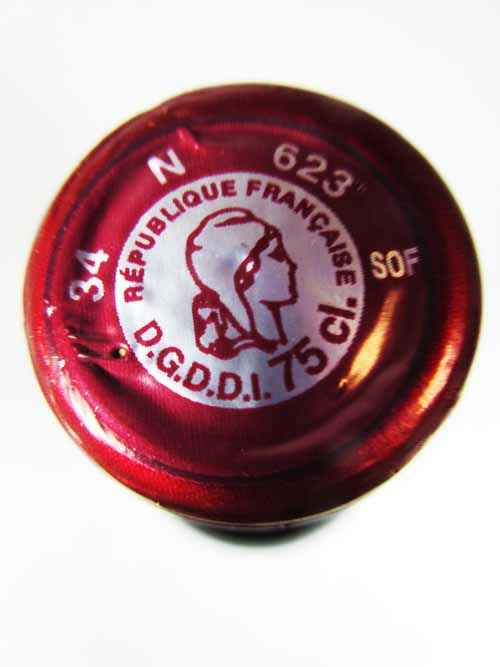 34 N 623 SOF
RÉPUBLIQUE FRANÇAISE
D.G.D.D.I. 75 cl.